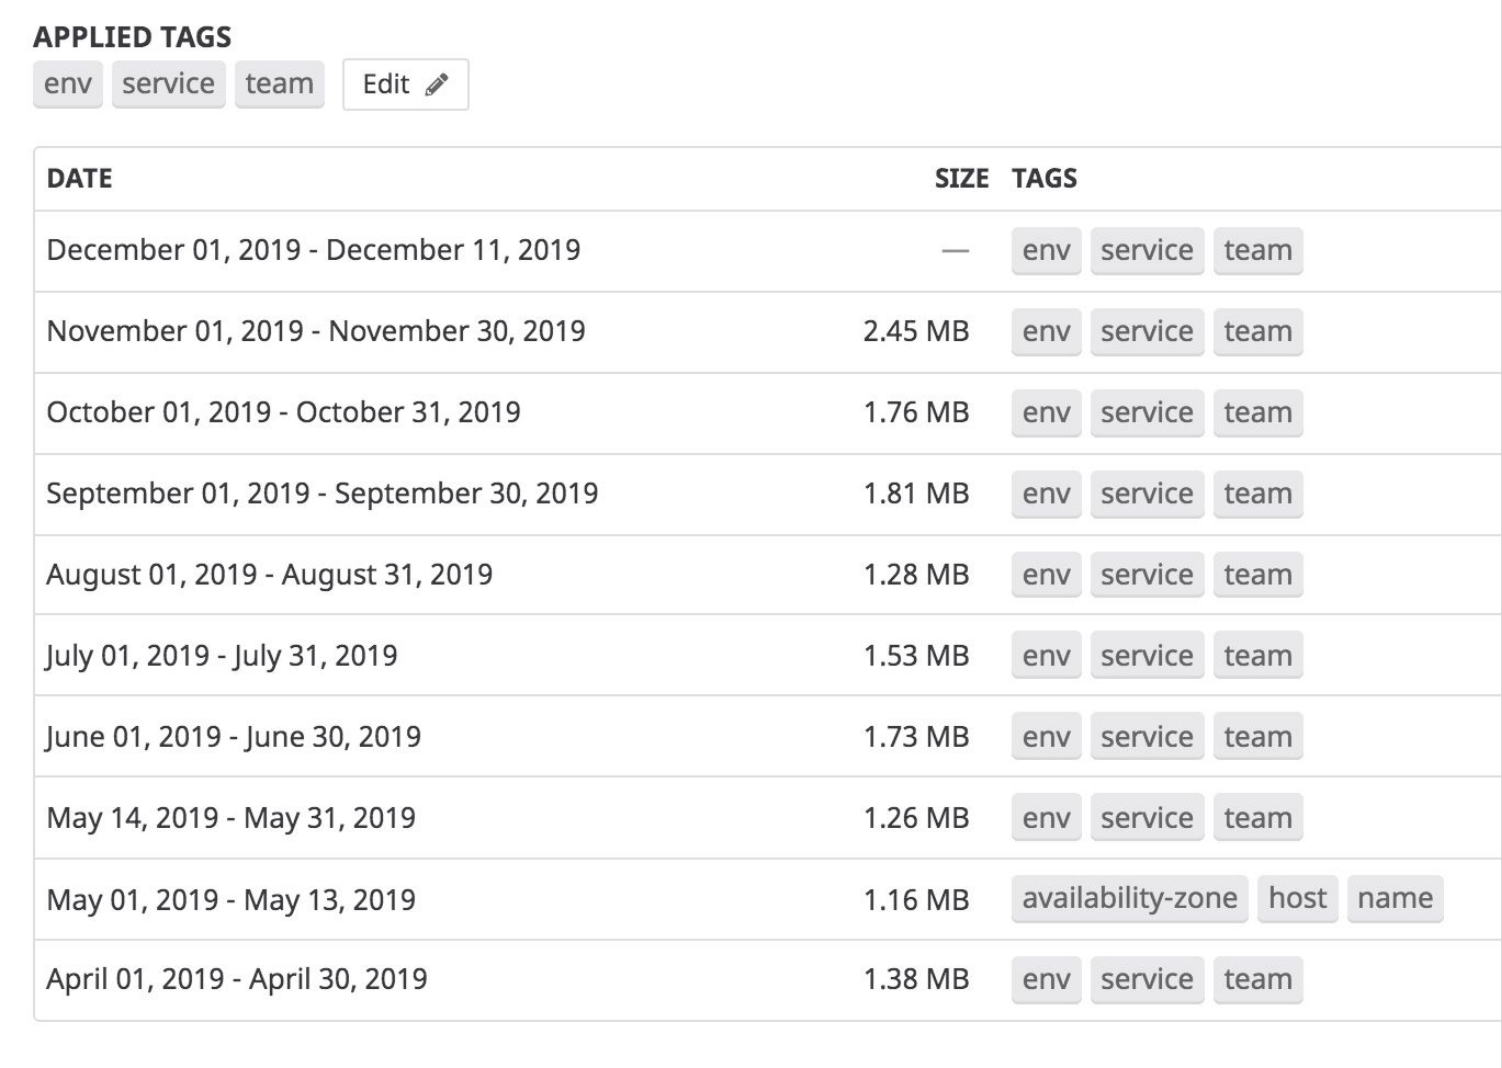 APPLIED TAGS
env service team Edit
DATE SIZE TAGS
December 01, 2019 - December 11, 2019 — env service team
November 01, 2019 - November 30, 2019 2.45 MB env service team
October 01, 2019 - October 31, 2019 1.76 MB env service team
September 01, 2019 - September 30, 2019 1.81 MB env service team
August 01, 2019 - August 31, 2019 1.28 MB env service team
July 01, 2019 - July 31, 2019 1.53 MB env service team
June 01, 2019 - June 30, 2019 1.73 MB env service team
May 14, 2019 - May 31, 2019 1.26 MB env service team
May 01, 2019 - May 13, 2019 1.16 MB availability-zone host name
April 01, 2019 - April 30, 2019 1.38 MB env service team